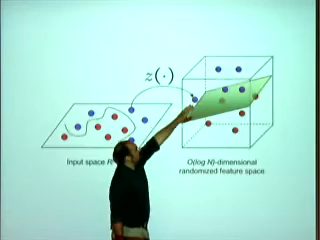 z(·)
Input space R
O(log N)-dimensional
randomized feature space